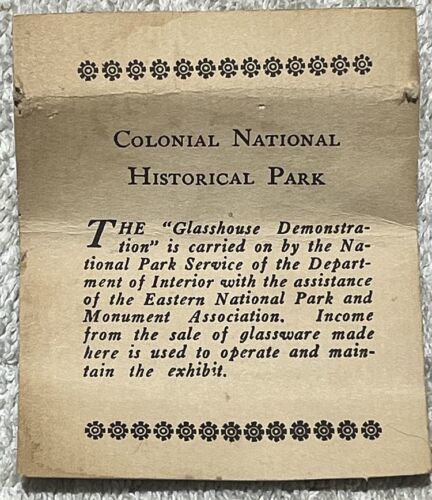 COLONIAL NATIONAL
HISTORICAL PARK
THE "Glasshouse Demonstra-
tion" is carried on by the Na-
tional Park Service of the Depart-
ment of Interior with the assistance
of the Eastern National Park and
Monument Association. Income
from the sale of glassware made
here is used to operate and main-
tain the exhibit.